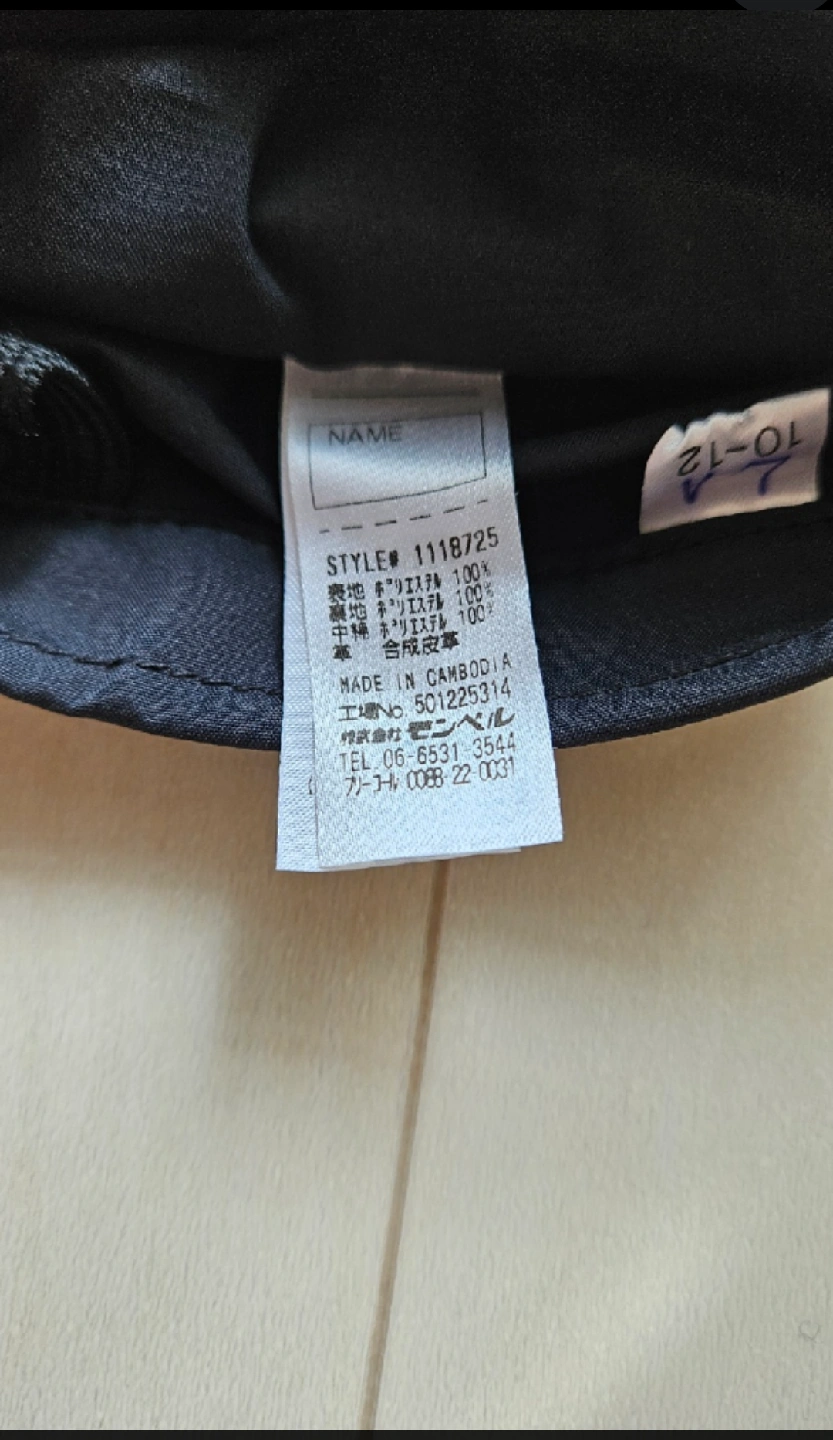 NAME
STYLE# 1118725
表地 ポリエステル 100%
裏地 ポリエステル 100%
中綿 ポリエステル 100%
革 合成皮革
MADE IN CAMBODIA
工場No. 501225314
株式会社 モンベル
TEL 06-6531-3544
フリーコール 0088-22-0031
10-12